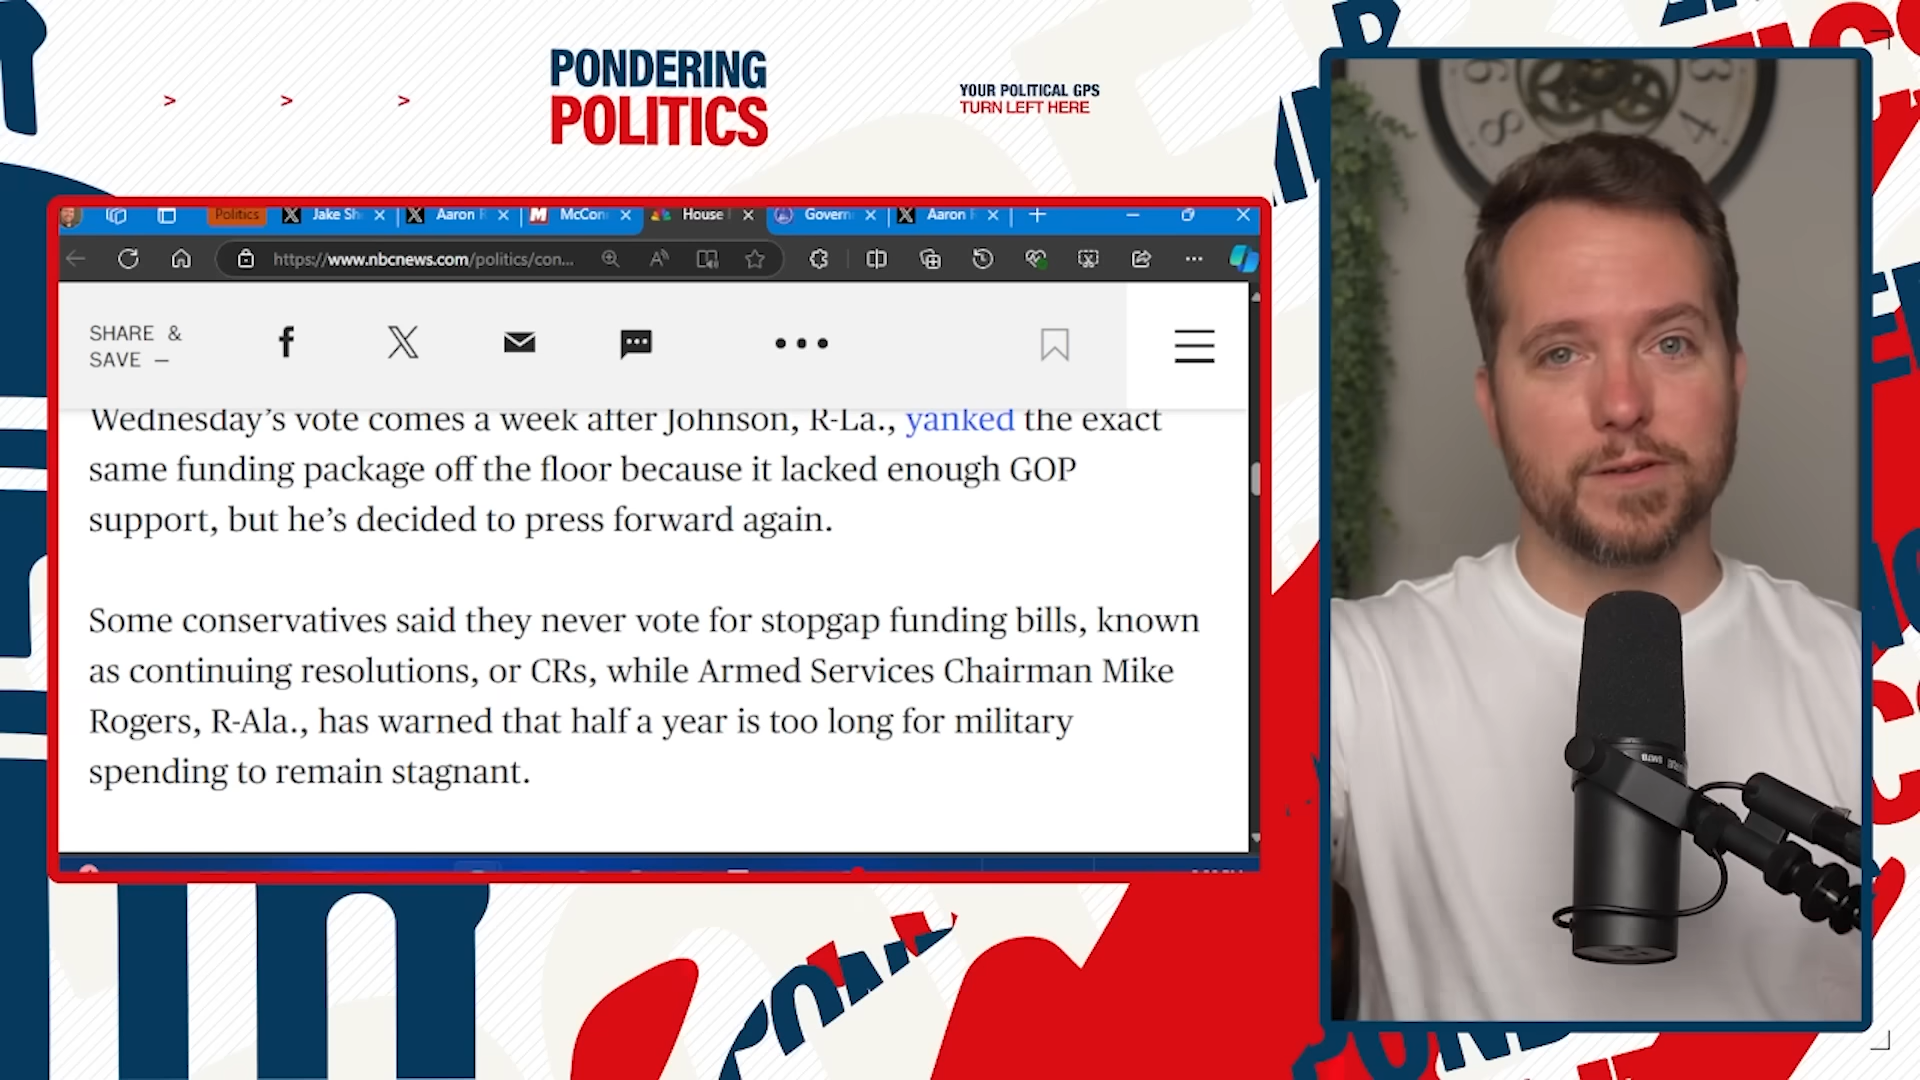 PONDERING
POLITICS
YOUR POLITICAL GPS
TURN LEFT HERE
Politics
Jake Sh
Aaron R
McCon
House
Govern
Aaron R
https://www.nbcnews.com/politics/con...
SHARE &
SAVE —
Wednesday’s vote comes a week after Johnson, R-La., yanked the exact
same funding package off the floor because it lacked enough GOP
support, but he’s decided to press forward again.
Some conservatives said they never vote for stopgap funding bills, known
as continuing resolutions, or CRs, while Armed Services Chairman Mike
Rogers, R-Ala., has warned that half a year is too long for military
spending to remain stagnant.